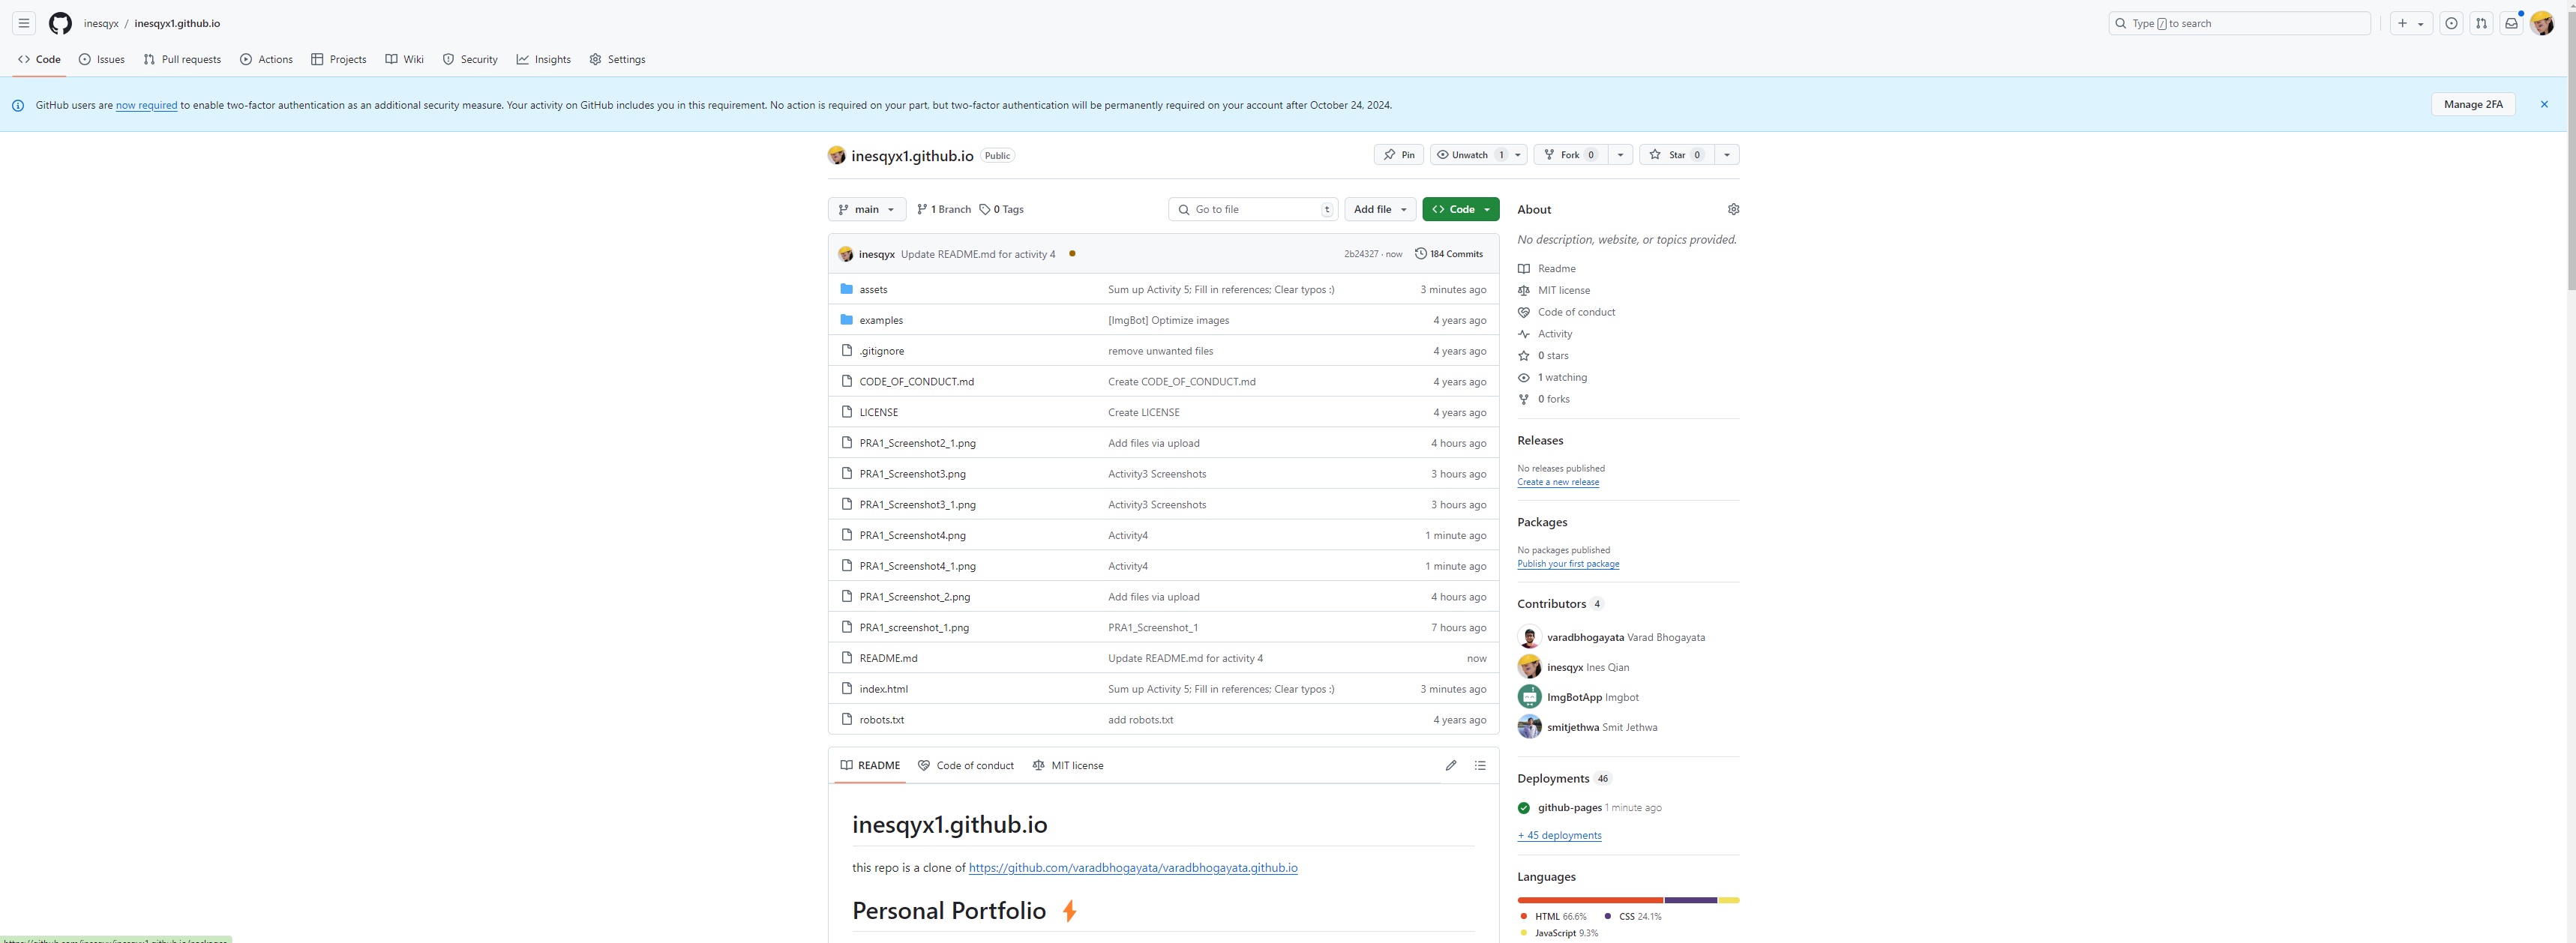 inesqyx / inesqyx1.github.io
Type / to search
Code Issues Pull requests Actions Projects Wiki Security Insights Settings
GitHub users are now required to enable two-factor authentication as an additional security measure. Your activity on GitHub includes you in this requirement. No action is required on your part, but two-factor authentication will be permanently required on your account after October 24, 2024.
Manage 2FA
inesqyx1.github.io Public
Pin Unwatch 1 Fork 0 Star 0
main 1 Branch 0 Tags
Go to file t Add file Code
inesqyx Update README.md for activity 4 2b24327 · now 184 Commits
assets Sum up Activity 5; Fill in references; Clear typos :) 3 minutes ago
examples [ImgBot] Optimize images 4 years ago
.gitignore remove unwanted files 4 years ago
CODE_OF_CONDUCT.md Create CODE_OF_CONDUCT.md 4 years ago
LICENSE Create LICENSE 4 years ago
PRA1_Screenshot2_1.png Add files via upload 4 hours ago
PRA1_Screenshot3.png Activity3 Screenshots 3 hours ago
PRA1_Screenshot3_1.png Activity3 Screenshots 3 hours ago
PRA1_Screenshot4.png Activity4 1 minute ago
PRA1_Screenshot4_1.png Activity4 1 minute ago
PRA1_Screenshot_2.png Add files via upload 4 hours ago
PRA1_screenshot_1.png PRA1_Screenshot_1 7 hours ago
README.md Update README.md for activity 4 now
index.html Sum up Activity 5; Fill in references; Clear typos :) 3 minutes ago
robots.txt add robots.txt 4 years ago
README Code of conduct MIT license
inesqyx1.github.io
this repo is a clone of https://github.com/varadbhogayata/varadbhogayata.github.io
Personal Portfolio
About
No description, website, or topics provided.
Readme
MIT license
Code of conduct
Activity
0 stars
1 watching
0 forks
Releases
No releases published
Create a new release
Packages
No packages published
Publish your first package
Contributors 4
varadbhogayata Varad Bhogayata
inesqyx Ines Qian
ImgBotApp Imgbot
smitjethwa Smit Jethwa
Deployments 46
github-pages 1 minute ago
+ 45 deployments
Languages
HTML 66.6% CSS 24.1%
JavaScript 9.3%